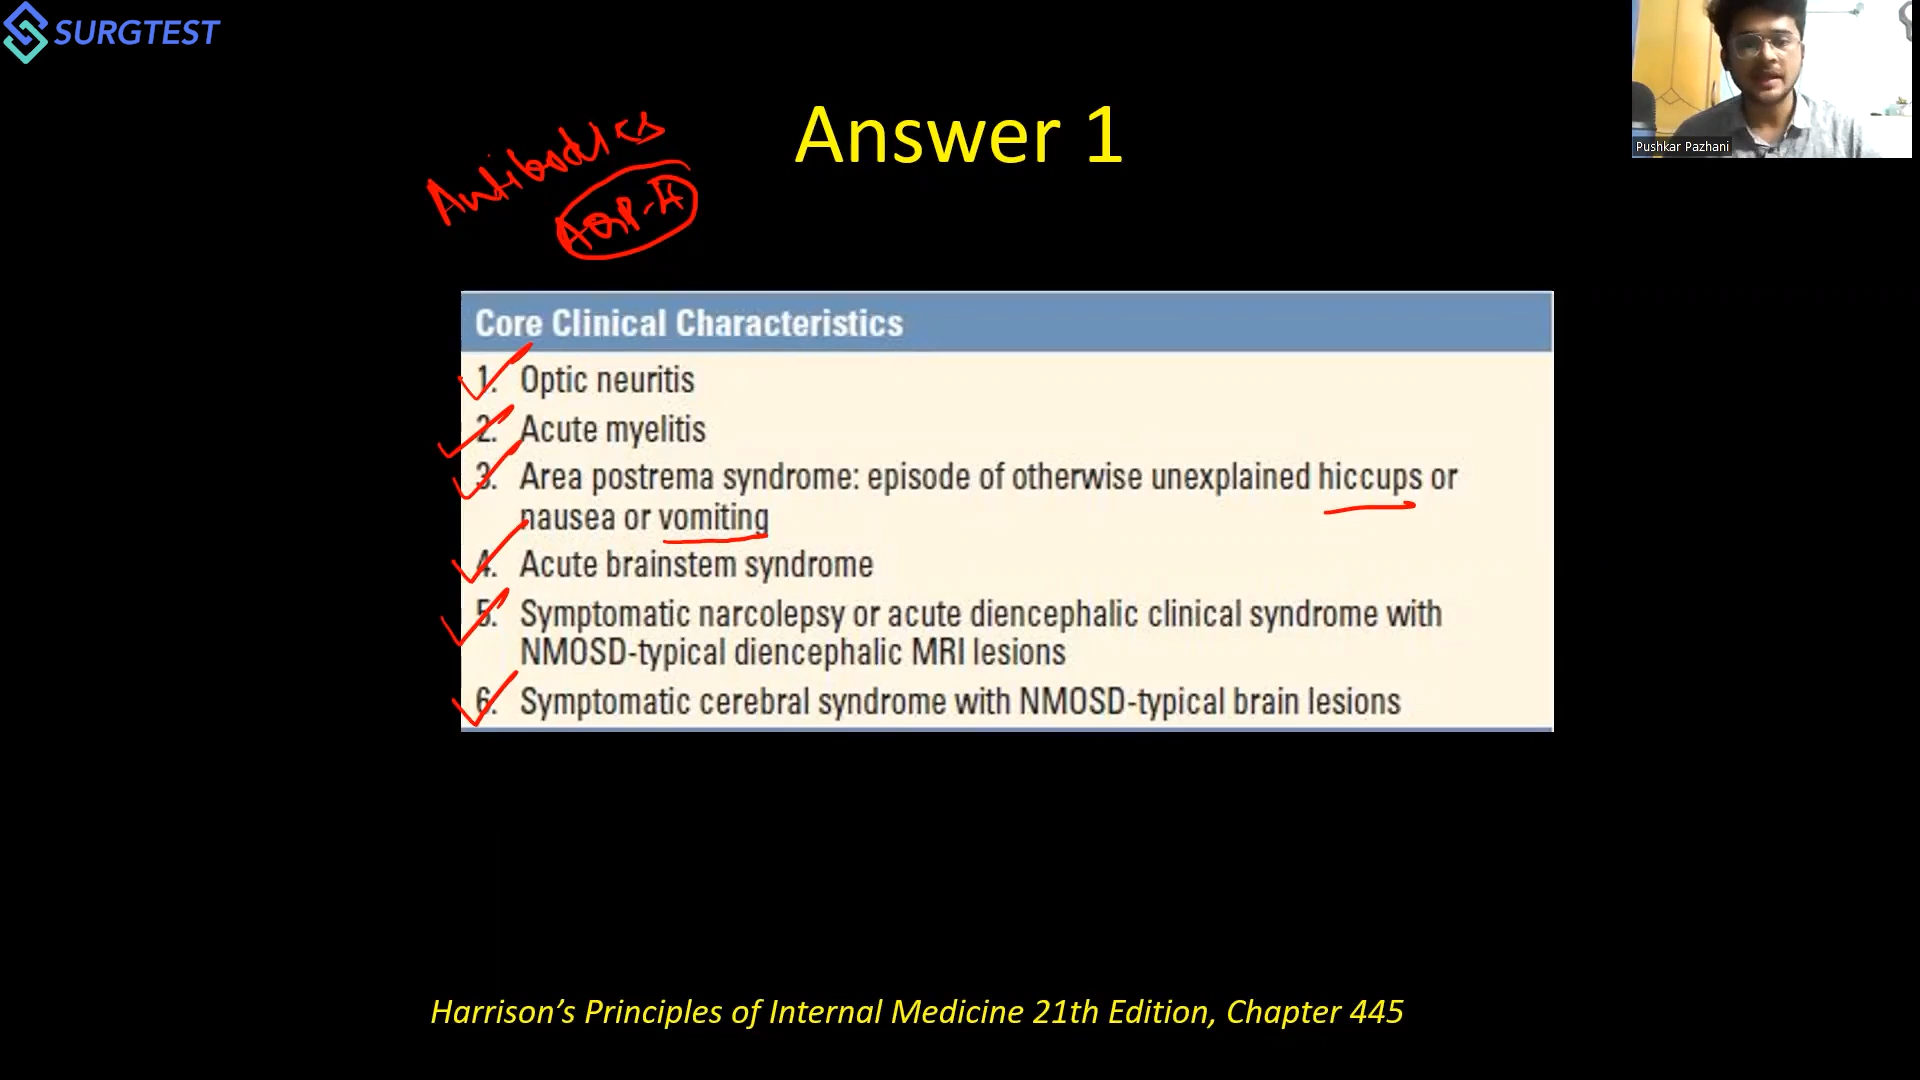 SURGTEST
Pushkar Pazhani
Answer 1
Antibodies
AQP-4
Core Clinical Characteristics
1. Optic neuritis
2. Acute myelitis
3. Area postrema syndrome: episode of otherwise unexplained hiccups or
nausea or vomiting
4. Acute brainstem syndrome
5. Symptomatic narcolepsy or acute diencephalic clinical syndrome with
NMOSD-typical diencephalic MRI lesions
6. Symptomatic cerebral syndrome with NMOSD-typical brain lesions
Harrison’s Principles of Internal Medicine 21th Edition, Chapter 445